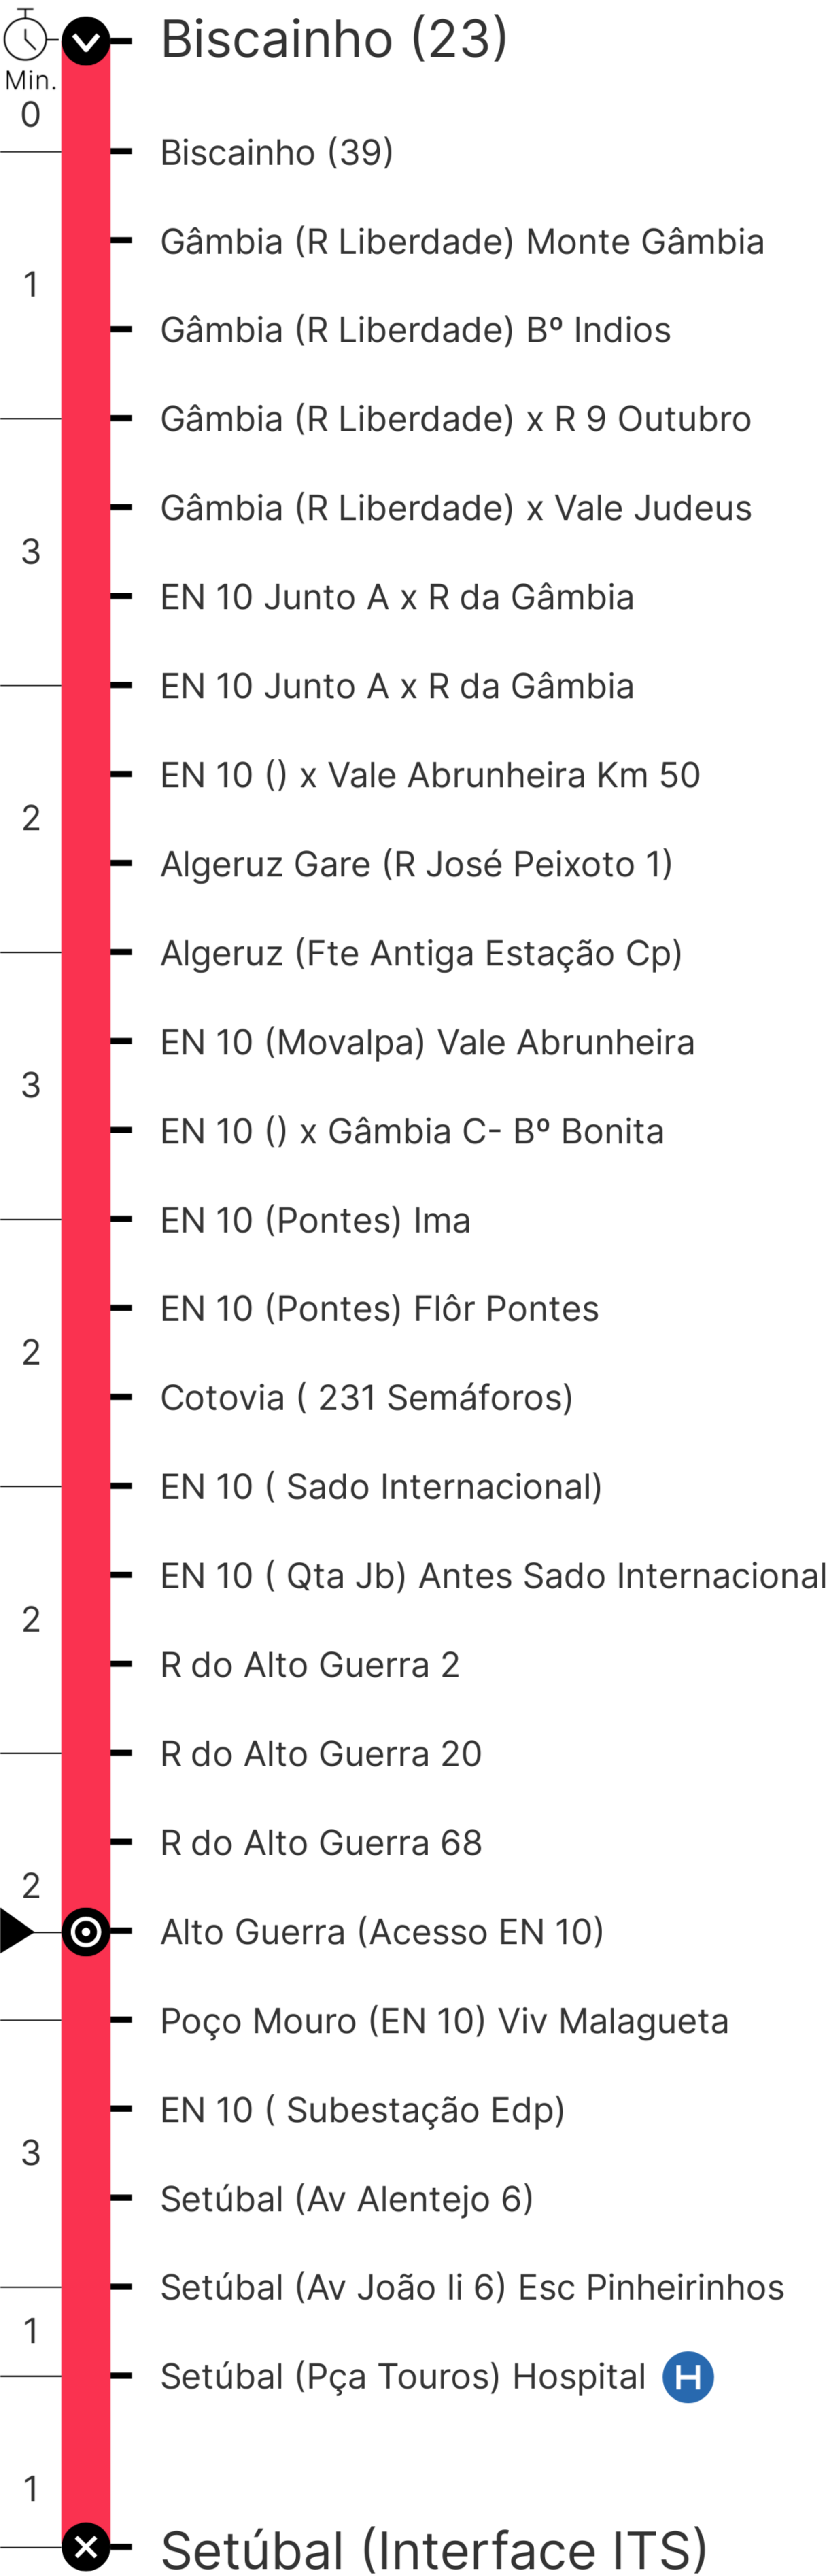 Biscainho (23)
Min.
0
Biscainho (39)
Gâmbia (R Liberdade) Monte Gâmbia
1
Gâmbia (R Liberdade) Bº Indios
Gâmbia (R Liberdade) x R 9 Outubro
Gâmbia (R Liberdade) x Vale Judeus
3
EN 10 Junto A x R da Gâmbia
EN 10 Junto A x R da Gâmbia
EN 10 () x Vale Abrunheira Km 50
2
Algeruz Gare (R José Peixoto 1)
Algeruz (Fte Antiga Estação Cp)
EN 10 (Movalpa) Vale Abrunheira
3
EN 10 () x Gâmbia C- Bº Bonita
EN 10 (Pontes) Ima
EN 10 (Pontes) Flôr Pontes
2
Cotovia ( 231 Semáforos)
EN 10 ( Sado Internacional)
EN 10 ( Qta Jb) Antes Sado Internacional
2
R do Alto Guerra 2
R do Alto Guerra 20
R do Alto Guerra 68
2
Alto Guerra (Acesso EN 10)
Poço Mouro (EN 10) Viv Malagueta
EN 10 ( Subestação Edp)
3
Setúbal (Av Alentejo 6)
Setúbal (Av João Ii 6) Esc Pinheirinhos
1
Setúbal (Pça Touros) Hospital H
1
Setúbal (Interface ITS)